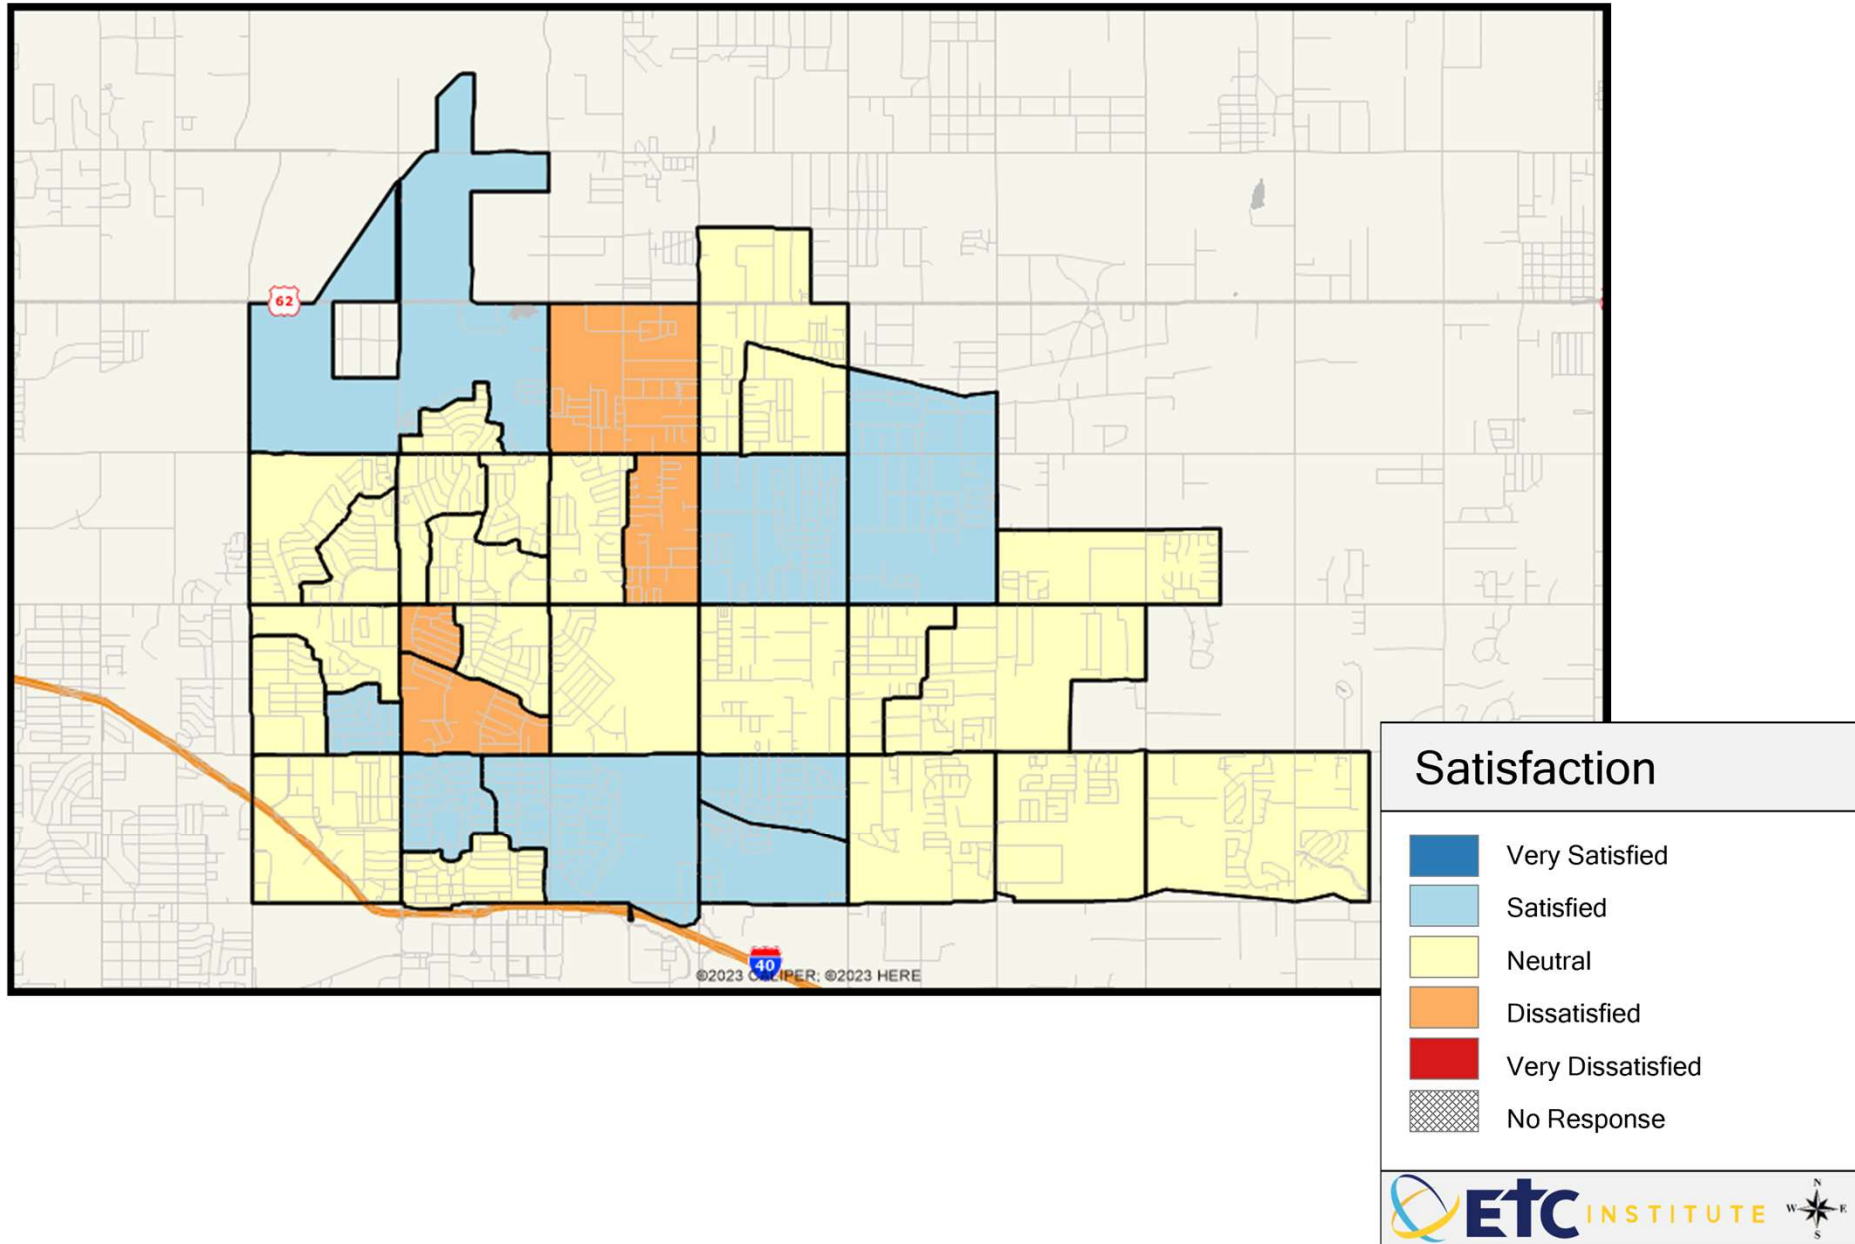 62
40
©2023 CALIPER; ©2023 HERE
Satisfaction
Very Satisfied
Satisfied
Neutral
Dissatisfied
Very Dissatisfied
No Response
ETC INSTITUTE
N
W E
S